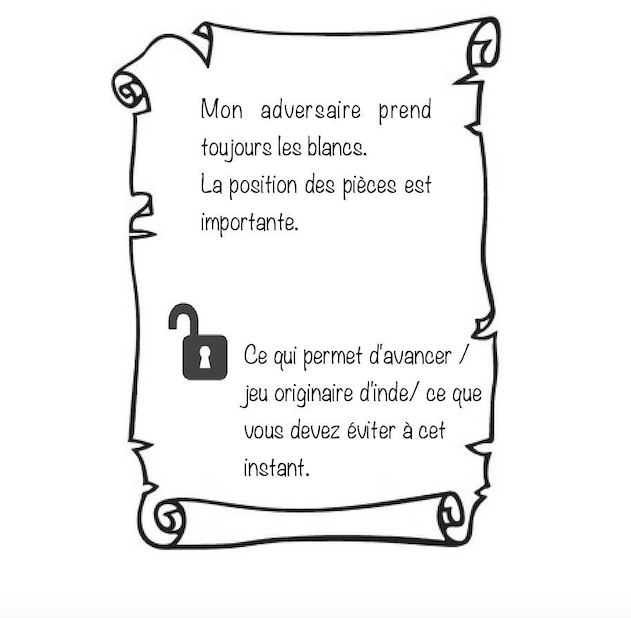 Mon adversaire prend
toujours les blancs.
La position des pièces est
importante.
Ce qui permet d'avancer /
jeu originaire d'inde/ ce que
vous devez éviter à cet
instant.